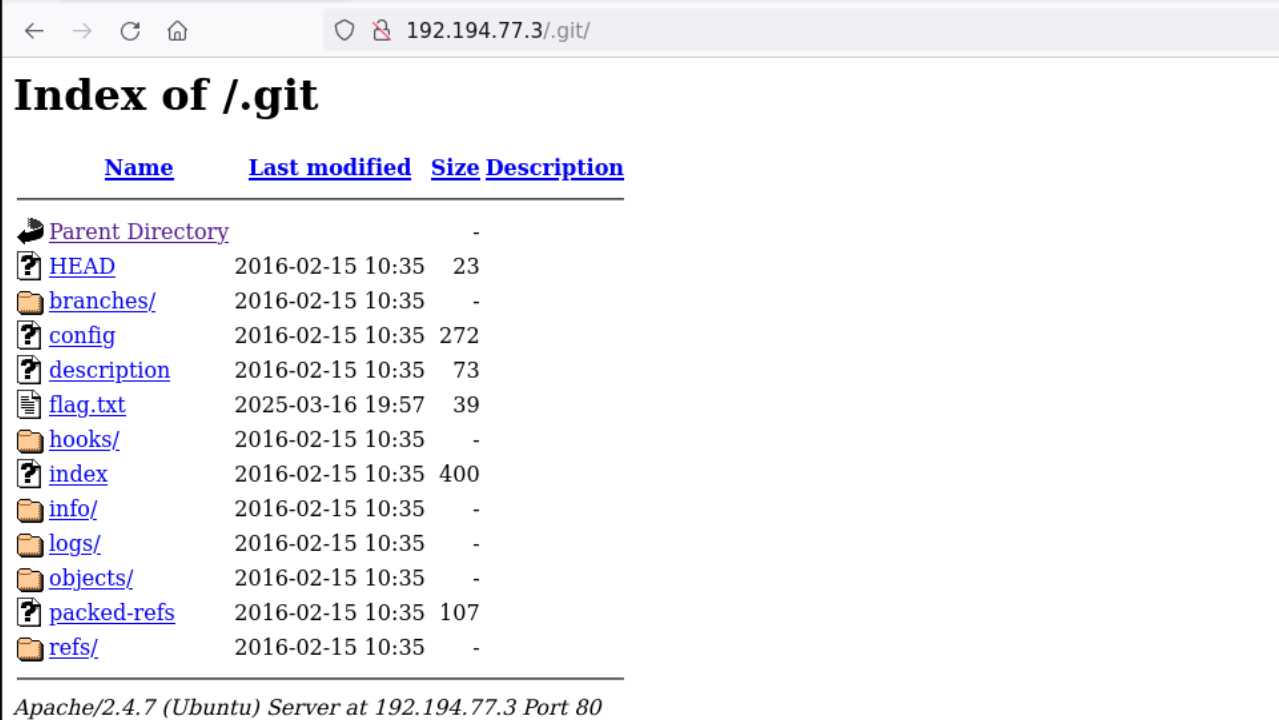 192.194.77.3/.git/
Index of /.git
Name Last modified Size Description
Parent Directory -
HEAD 2016-02-15 10:35 23
branches/ 2016-02-15 10:35 -
config 2016-02-15 10:35 272
description 2016-02-15 10:35 73
flag.txt 2025-03-16 19:57 39
hooks/ 2016-02-15 10:35 -
index 2016-02-15 10:35 400
info/ 2016-02-15 10:35 -
logs/ 2016-02-15 10:35 -
objects/ 2016-02-15 10:35 -
packed-refs 2016-02-15 10:35 107
refs/ 2016-02-15 10:35 -
Apache/2.4.7 (Ubuntu) Server at 192.194.77.3 Port 80